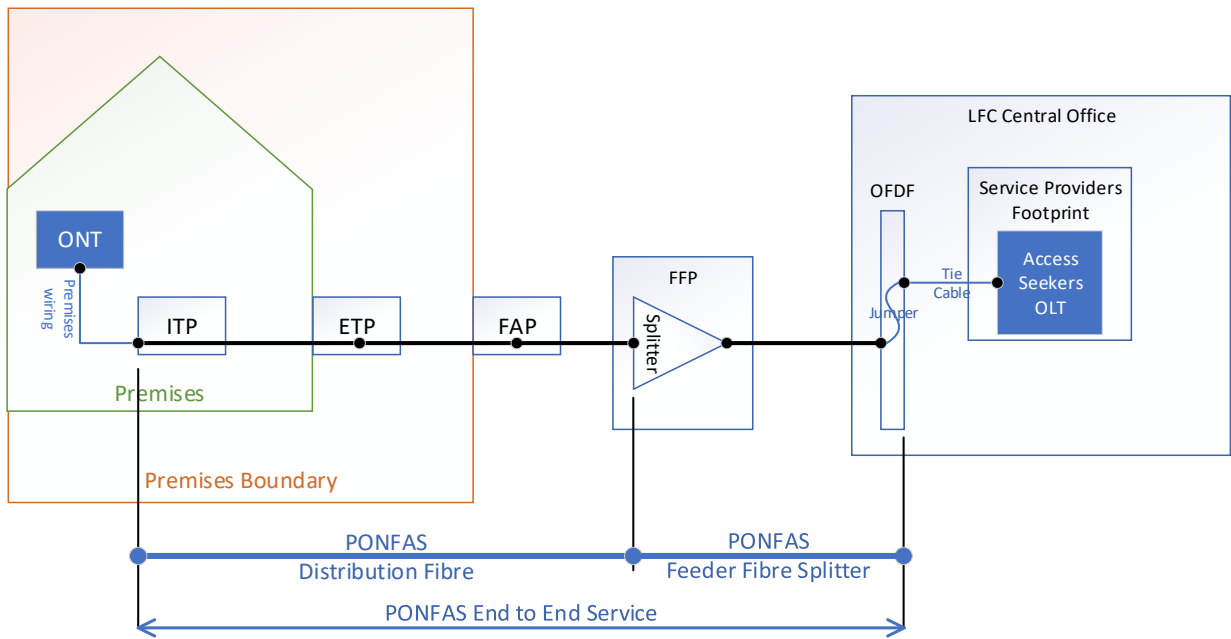 LFC Central Office
OFDF
Service Providers
Footprint
ONT
Access
Seekers
OLT
FFP
Tie
Cable
Premises
wiring
Jumper
ITP
ETP
FAP
Splitter
Premises
Premises Boundary
PONFAS
Distribution Fibre
PONFAS
Feeder Fibre Splitter
PONFAS End to End Service